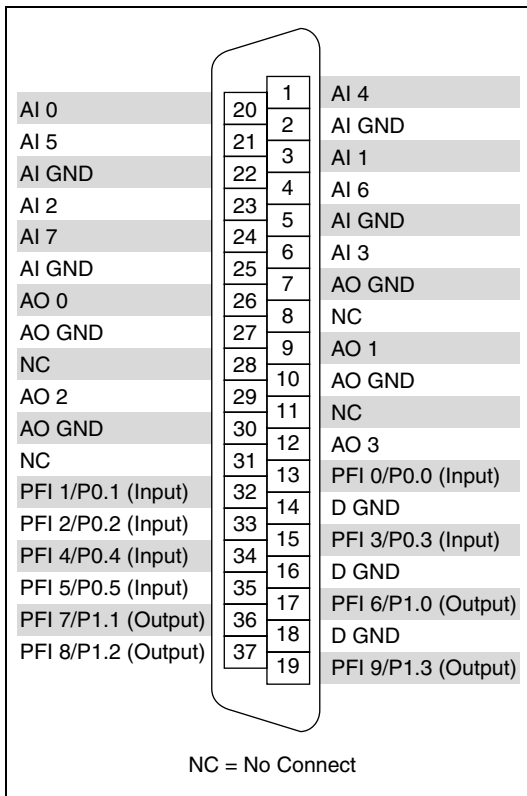 AI 0 20
AI 5 21
AI GND 22
AI 2 23
AI 7 24
AI GND 25
AO 0 26
AO GND 27
NC 28
AO 2 29
AO GND 30
NC 31
PFI 1/P0.1 (Input) 32
PFI 2/P0.2 (Input) 33
PFI 4/P0.4 (Input) 34
PFI 5/P0.5 (Input) 35
PFI 7/P1.1 (Output) 36
PFI 8/P1.2 (Output) 37
1 AI 4
2 AI GND
3 AI 1
4 AI 6
5 AI GND
6 AI 3
7 AO GND
8 NC
9 AO 1
10 AO GND
11 NC
12 AO 3
13 PFI 0/P0.0 (Input)
14 D GND
15 PFI 3/P0.3 (Input)
16 D GND
17 PFI 6/P1.0 (Output)
18 D GND
19 PFI 9/P1.3 (Output)
NC = No Connect